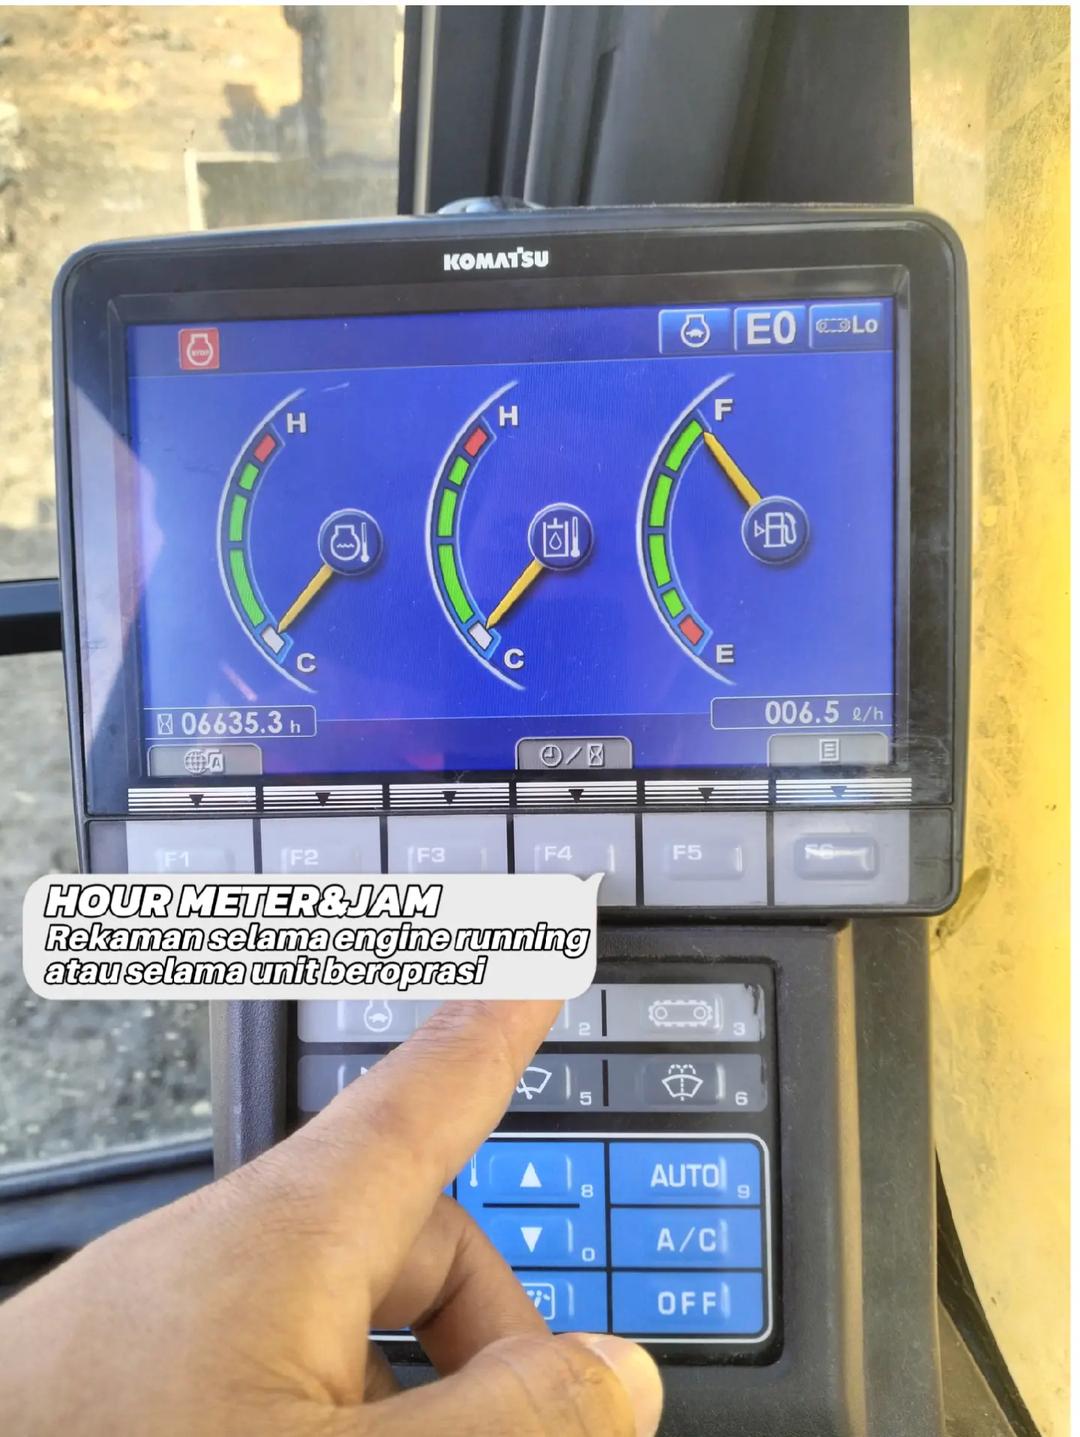 KOMATSU
STOP
E0
Lo
H
H
F
C
C
E
06635.3 h
006.5 ℓ/h
A
F1
F2
F3
F4
F5
F6
HOUR METER&JAM
Rekaman selama engine running
atau selama unit beroprasi
2
3
5
6
8
AUTO
9
0
A/C
OFF